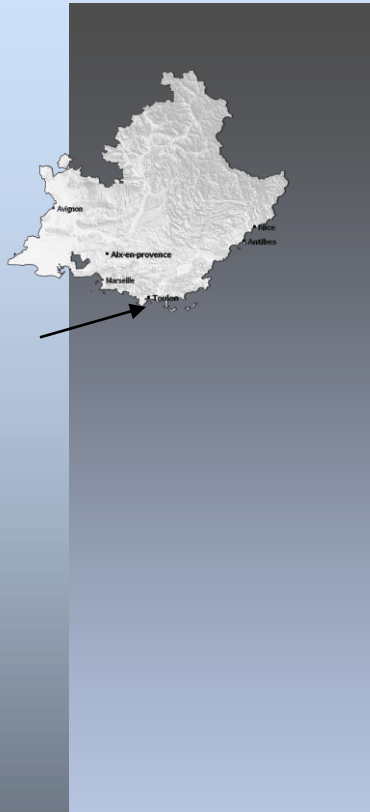 Avignon
Nice
Antibes
Aix-en-provence
Marseille
Toulon